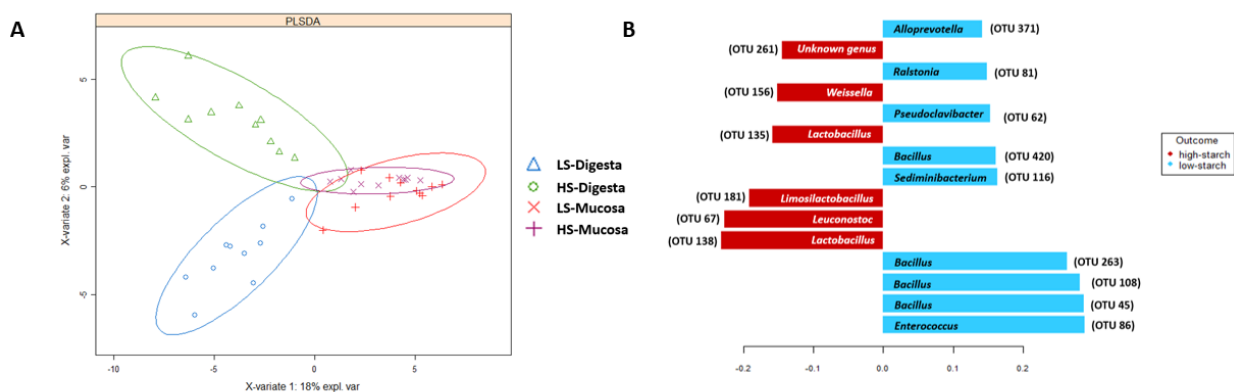 A
PLSDA
5
0
-5
-10
-5
0
5
X-variate 2: 6% expl. var
X-variate 1: 18% expl. var
LS-Digesta
HS-Digesta
LS-Mucosa
HS-Mucosa
B
Alloprevotella (OTU 371)
(OTU 261) Unknown genus
Ralstonia (OTU 81)
(OTU 156) Weissella
Pseudoclavibacter (OTU 62)
(OTU 135) Lactobacillus
Bacillus (OTU 420)
Sediminibacterium (OTU 116)
(OTU 181) Limosilactobacillus
(OTU 67) Leuconostoc
(OTU 138) Lactobacillus
Bacillus (OTU 263)
Bacillus (OTU 108)
Bacillus (OTU 45)
Enterococcus (OTU 86)
-0.2
-0.1
0.0
0.1
0.2
Outcome
high-starch
low-starch